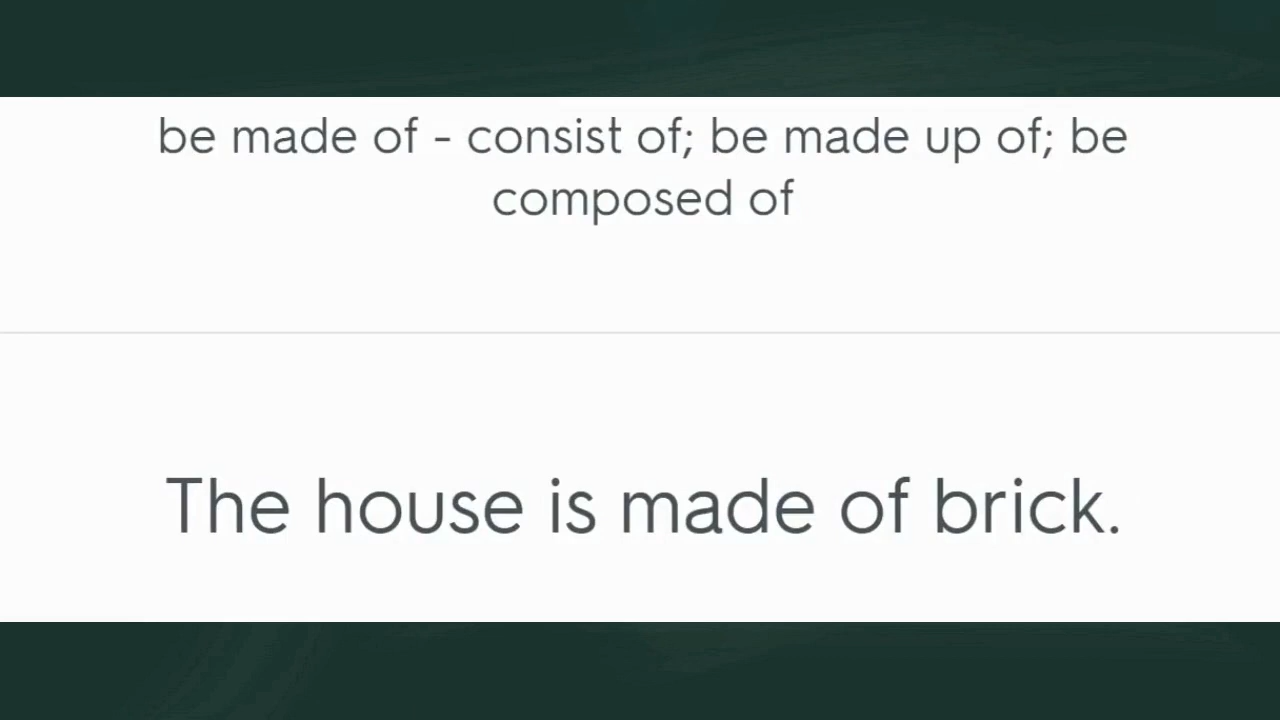 be made of - consist of; be made up of; be
composed of
The house is made of brick.